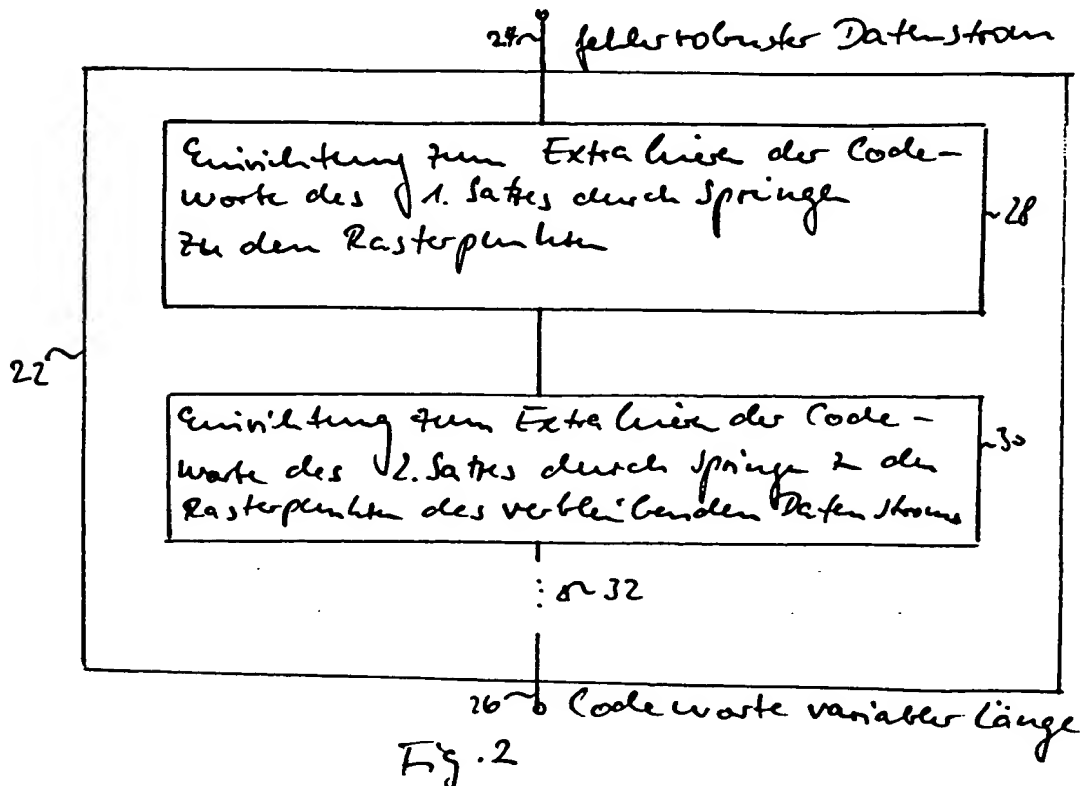 24 fehlerrobuster Datenstrom
Einrichtung zum Extrahieren der Code-
worte des 1. Satzes durch Springen
zu den Rasterpunkten
28
22
Einrichtung zum Extrahieren der Code-
worte des 2. Satzes durch Springen zu den
Rasterpunkten des verbleibenden Datenstroms
30
32
26 Codeworte variabler Länge
Fig. 2